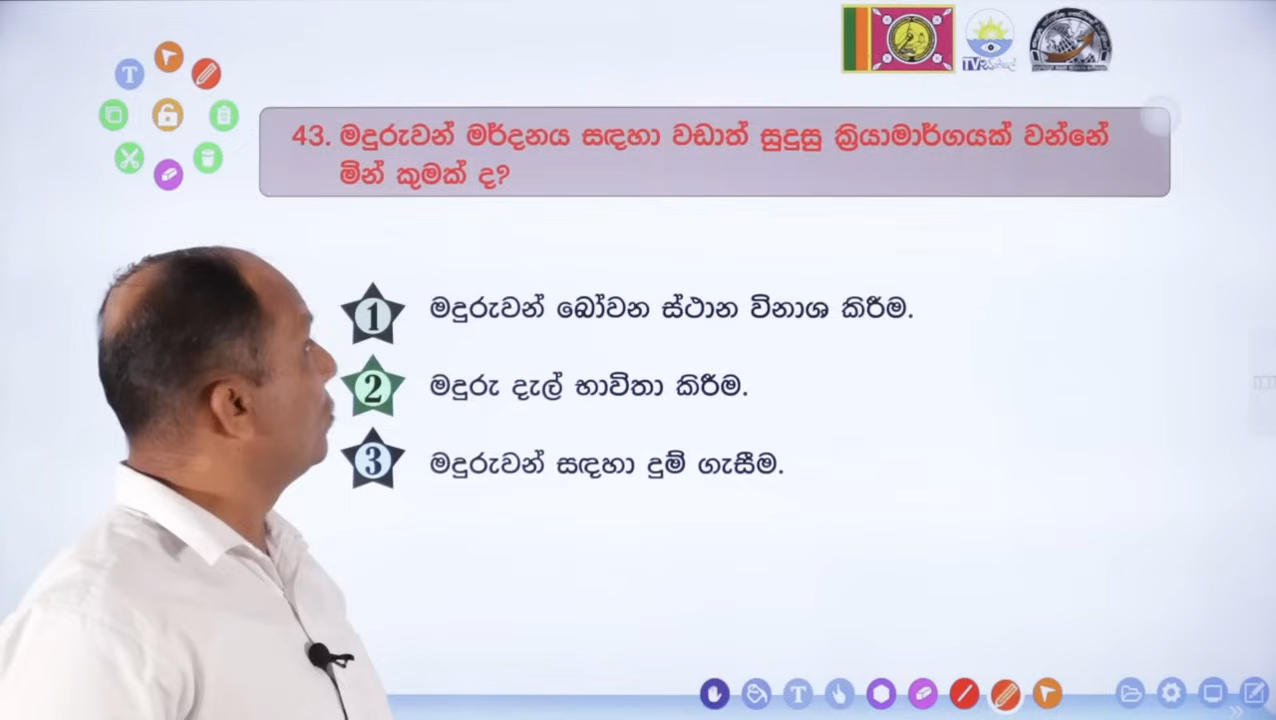 43. මදුරුවන් මර්දනය සඳහා වඩාත් සුදුසු ක්‍රියාමාර්ගයක් වන්නේ
මින් කුමක් ද?
1 මදුරුවන් බෝවන ස්ථාන විනාශ කිරීම.
2 මදුරු දැල් භාවිතා කිරීම.
3 මදුරුවන් සඳහා දුම් ගැසීම.